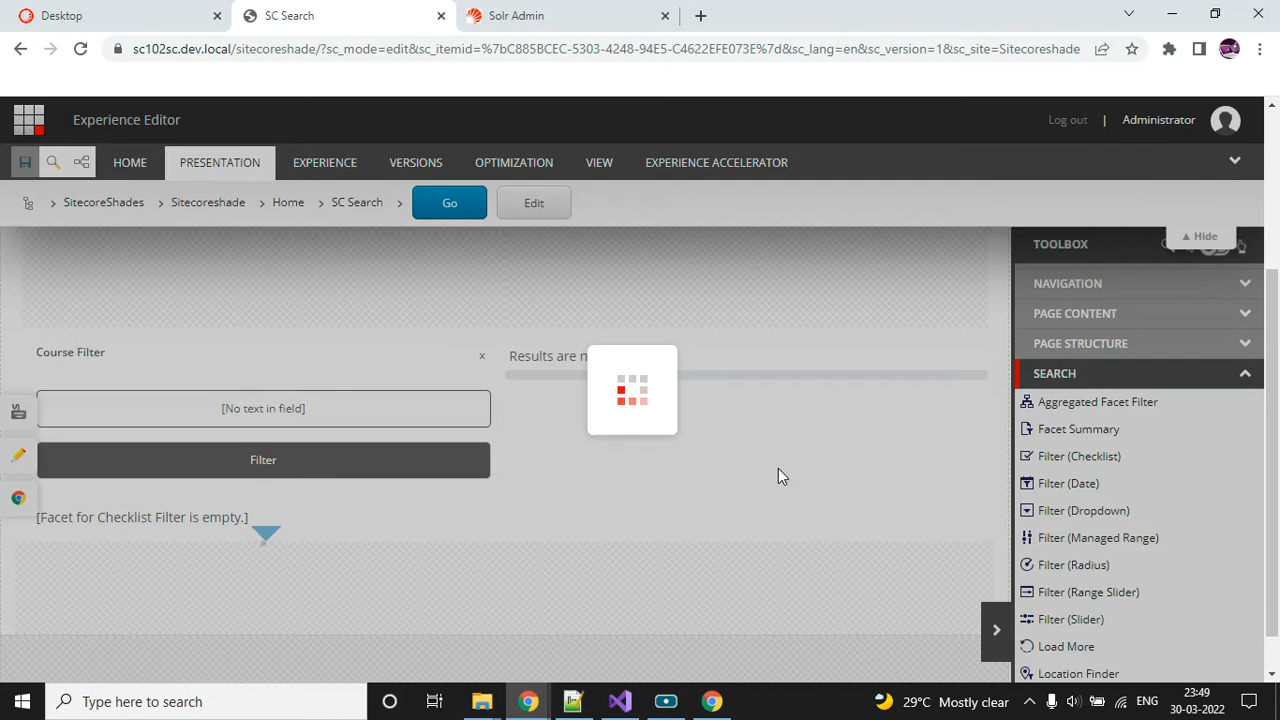 Desktop
SC Search
Solr Admin
sc102sc.dev.local/sitecoreshade/?sc_mode=edit&sc_itemid=%7bC885BCEC-5303-4248-94E5-C4622EFE073E%7d&sc_lang=en&sc_version=1&sc_site=Sitecoreshade
Experience Editor
Log out | Administrator
HOME PRESENTATION EXPERIENCE VERSIONS OPTIMIZATION VIEW EXPERIENCE ACCELERATOR
SitecoreShades Sitecoreshade Home SC Search Go Edit
▲ Hide
TOOLBOX
NAVIGATION
PAGE CONTENT
PAGE STRUCTURE
SEARCH
Aggregated Facet Filter
Facet Summary
Filter (Checklist)
Filter (Date)
Filter (Dropdown)
Filter (Managed Range)
Filter (Radius)
Filter (Range Slider)
Filter (Slider)
Load More
Location Finder
Course Filter x
[No text in field]
Filter
[Facet for Checklist Filter is empty.]
Results are
Type here to search
29°C Mostly clear
ENG
23:49
30-03-2022